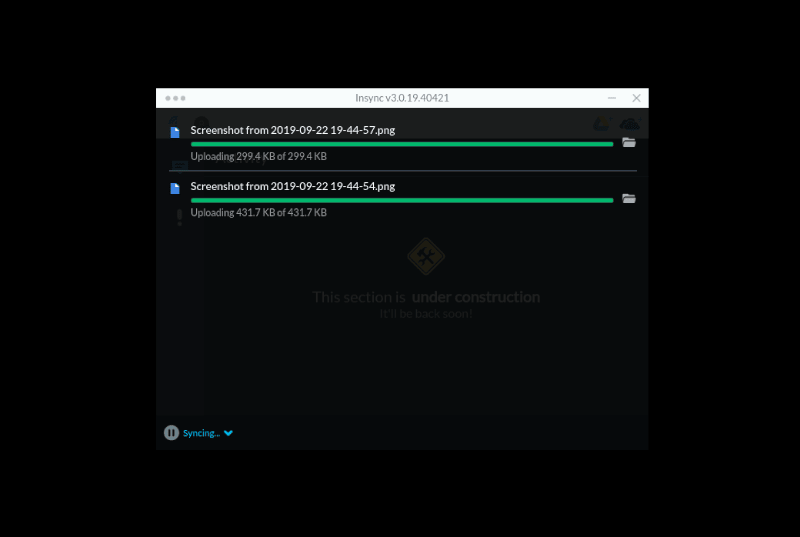 Insync v3.0.19.40421
Screenshot from 2019-09-22 19-44-57.png
Uploading 299.4 KB of 299.4 KB
Screenshot from 2019-09-22 19-44-54.png
Uploading 431.7 KB of 431.7 KB
This section is under construction
It'll be back soon!
Syncing...